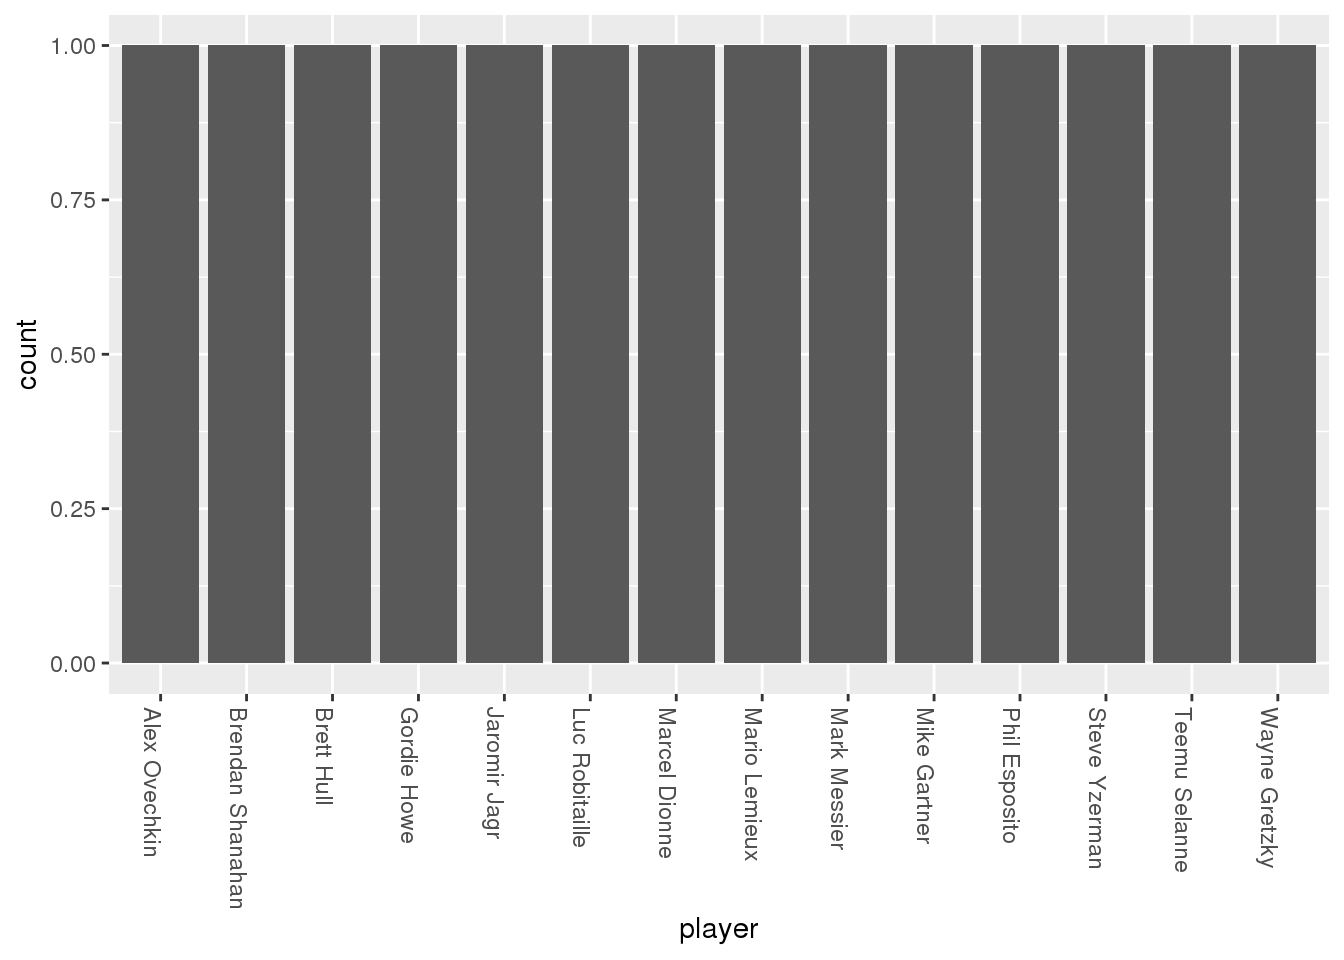 1.00
0.75
0.50
0.25
0.00
count
Alex Ovechkin
Brendan Shanahan
Brett Hull
Gordie Howe
Jaromir Jagr
Luc Robitaille
Marcel Dionne
Mario Lemieux
Mark Messier
Mike Gartner
Phil Esposito
Steve Yzerman
Teemu Selanne
Wayne Gretzky
player